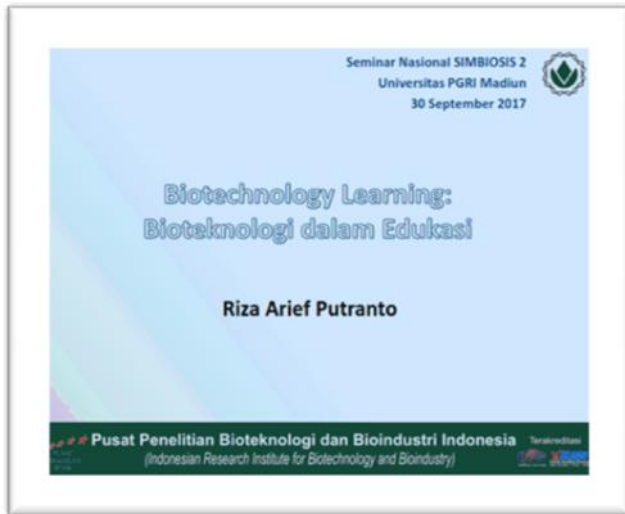 Seminar Nasional SIMBIOSIS 2
Universitas PGRI Madiun
30 September 2017
Biotechnology Learning:
Bioteknologi dalam Edukasi
Riza Arief Putranto
Pusat Penelitian Bioteknologi dan Bioindustri Indonesia
Terakreditasi
(Indonesian Research Institute for Biotechnology and Bioindustry)